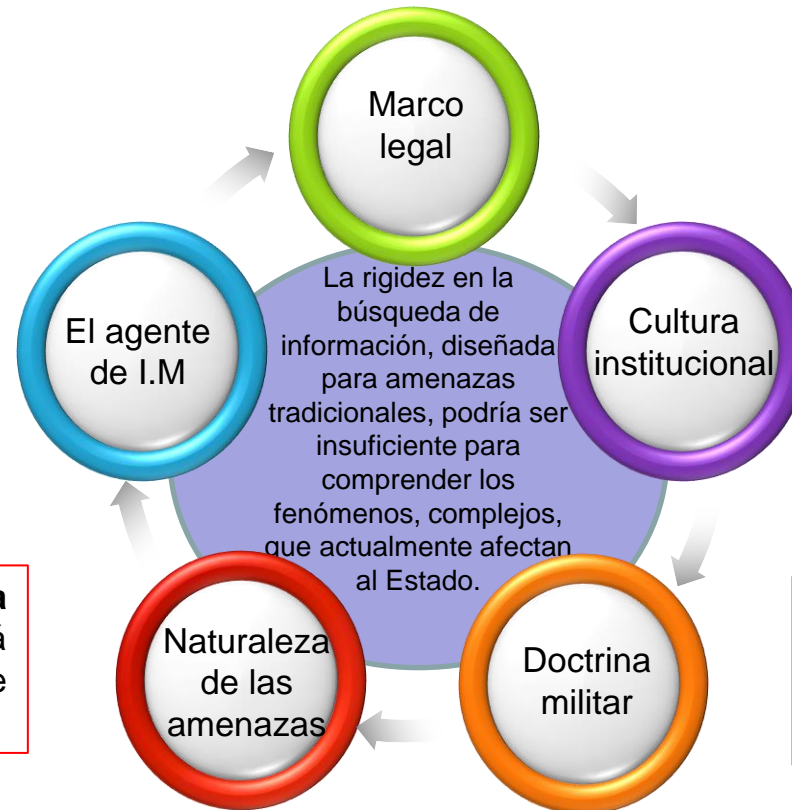 Marco
legal
La rigidez en la
búsqueda de
información, diseñada
para amenazas
tradicionales, podría ser
insuficiente para
comprender los
fenómenos, complejos,
que actualmente afectan
al Estado.
Cultura
institucional
Doctrina
militar
Naturaleza
de las
amenazas
El agente
de I.M
a
á
e